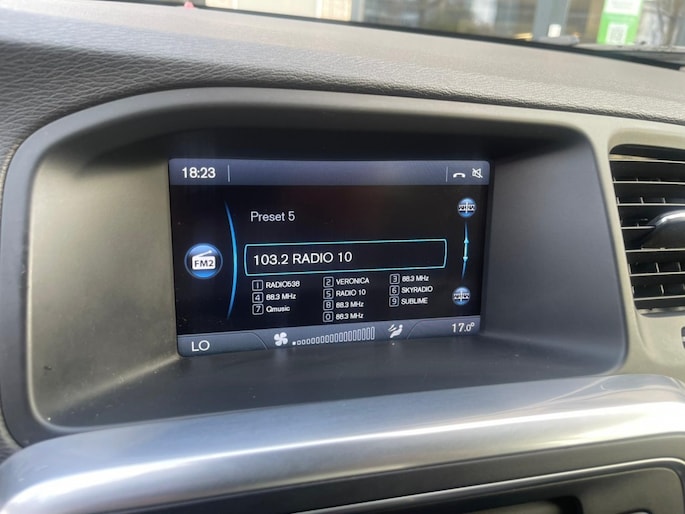 18:23
Preset 5
FM2
103.2 RADIO 10
1 RADIO538
2 VERONICA
3 88.3 MHz
4 88.3 MHz
5 RADIO 10
6 SKYRADIO
7 Qmusic
8 88.3 MHz
9 SUBLIME
0 88.3 MHz
LO
17.0°